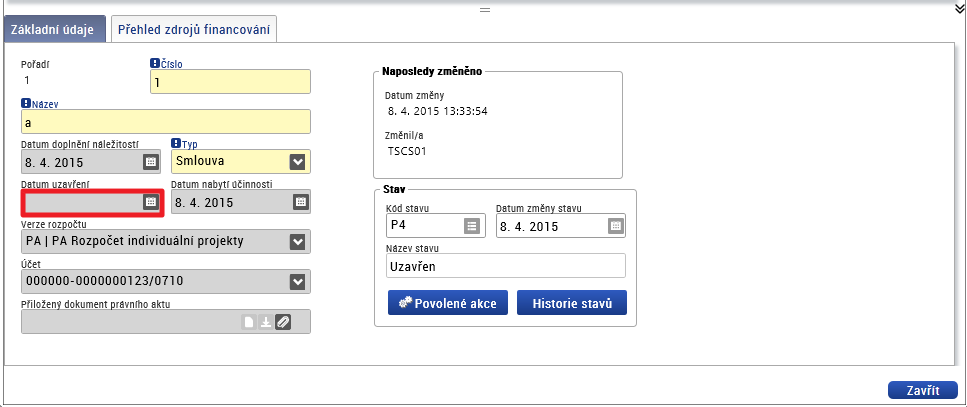 Základní údaje
Přehled zdrojů financování
Pořadí
1
Číslo
1
Název
a
Datum doplnění náležitostí
8. 4. 2015
Typ
Smlouva
Datum uzavření
Datum nabytí účinnosti
8. 4. 2015
Verze rozpočtu
PA | PA Rozpočet individuální projekty
Účet
000000-0000000123/0710
Přiložený dokument právního aktu
Naposledy změněno
Datum změny
8. 4. 2015 13:33:54
Změnil/a
TSCS01
Stav
Kód stavu
P4
Datum změny stavu
8. 4. 2015
Název stavu
Uzavřen
Povolené akce
Historie stavů
Zavřít